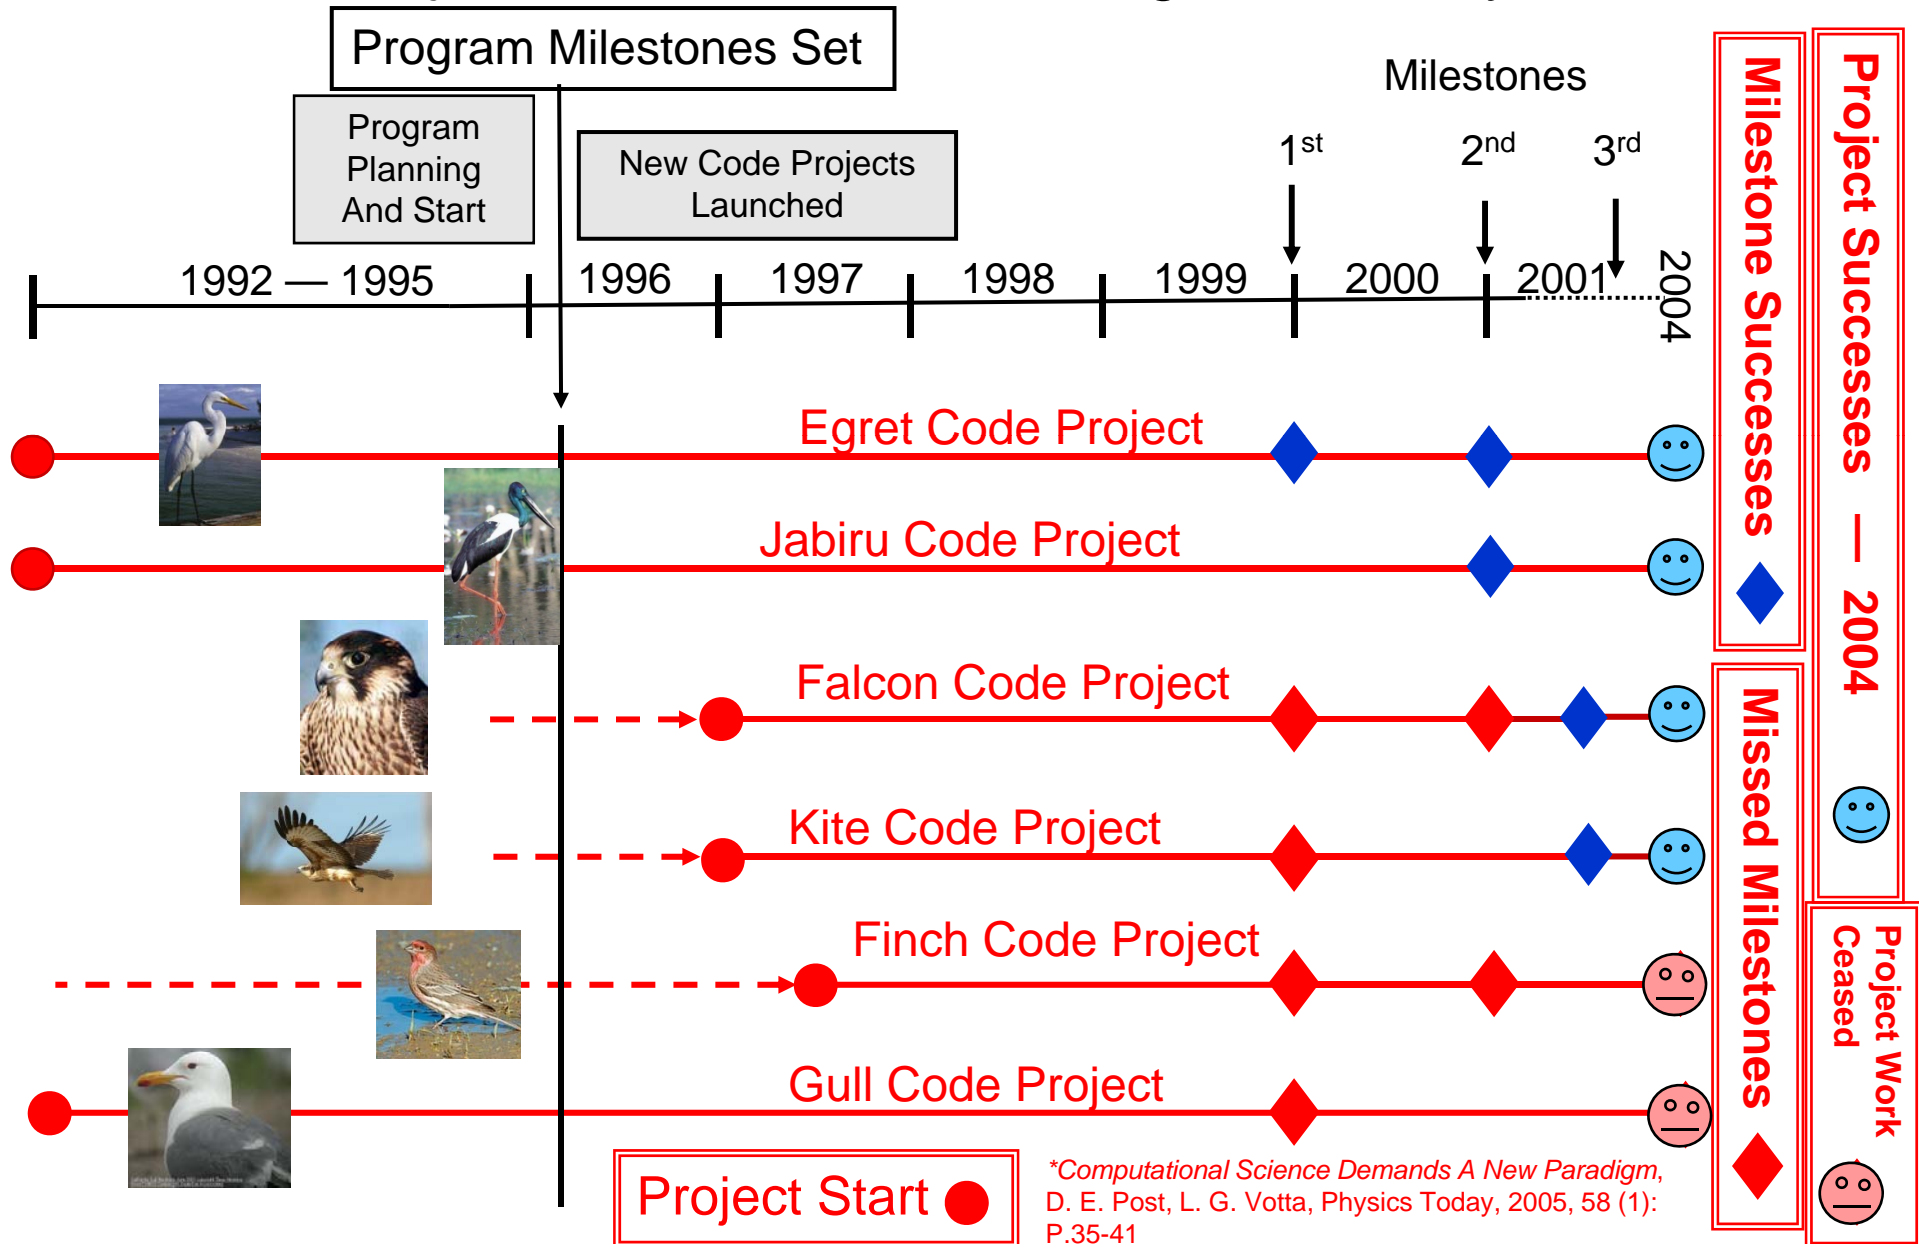 Program Milestones Set
Program
Planning
And Start
New Code Projects
Launched
Milestones
1st
2nd
3rd
1992 — 1995
1996
1997
1998
1999
2000
2001
2004
Egret Code Project
Jabiru Code Project
Falcon Code Project
Kite Code Project
Finch Code Project
Gull Code Project
Project Start
*Computational Science Demands A New Paradigm,
D. E. Post, L. G. Votta, Physics Today, 2005, 58 (1):
P.35-41
Milestone Successes
Missed Milestones
Project Successes — 2004
Project Work
Ceased